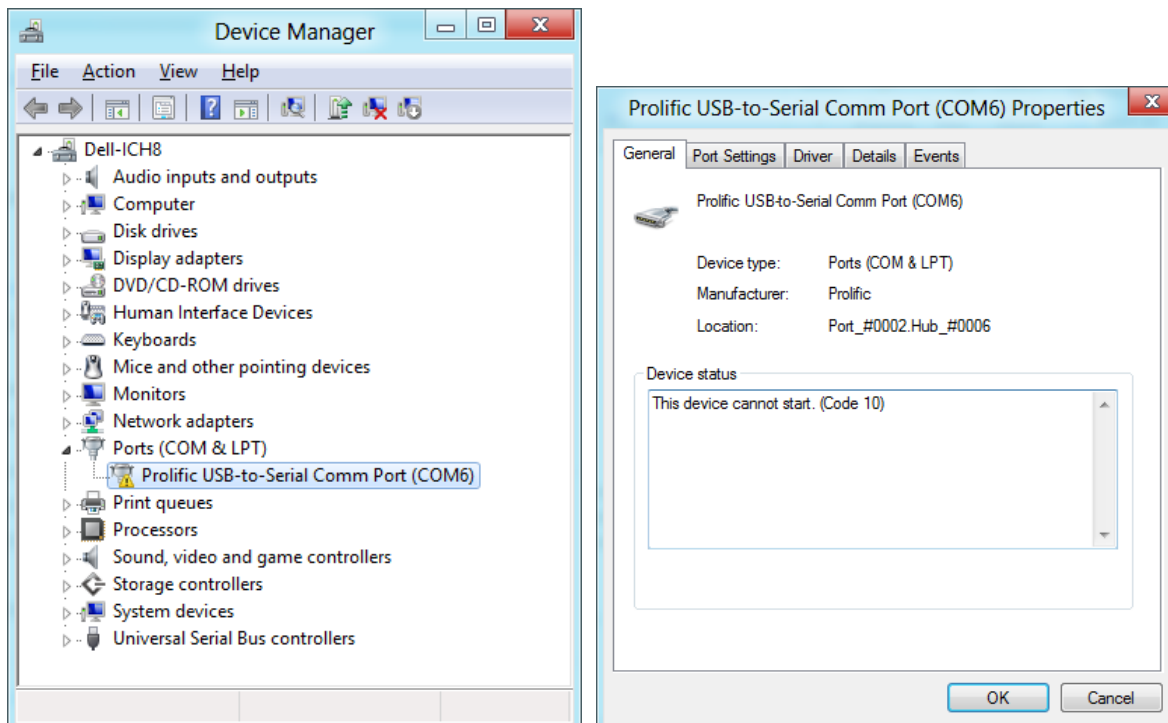 Device Manager
File Action View Help
Dell-ICH8
Audio inputs and outputs
Computer
Disk drives
Display adapters
DVD/CD-ROM drives
Human Interface Devices
Keyboards
Mice and other pointing devices
Monitors
Network adapters
Ports (COM & LPT)
Prolific USB-to-Serial Comm Port (COM6)
Print queues
Processors
Sound, video and game controllers
Storage controllers
System devices
Universal Serial Bus controllers
Prolific USB-to-Serial Comm Port (COM6) Properties
General Port Settings Driver Details Events
Prolific USB-to-Serial Comm Port (COM6)
Device type: Ports (COM & LPT)
Manufacturer: Prolific
Location: Port_#0002.Hub_#0006
Device status
This device cannot start. (Code 10)
OK Cancel